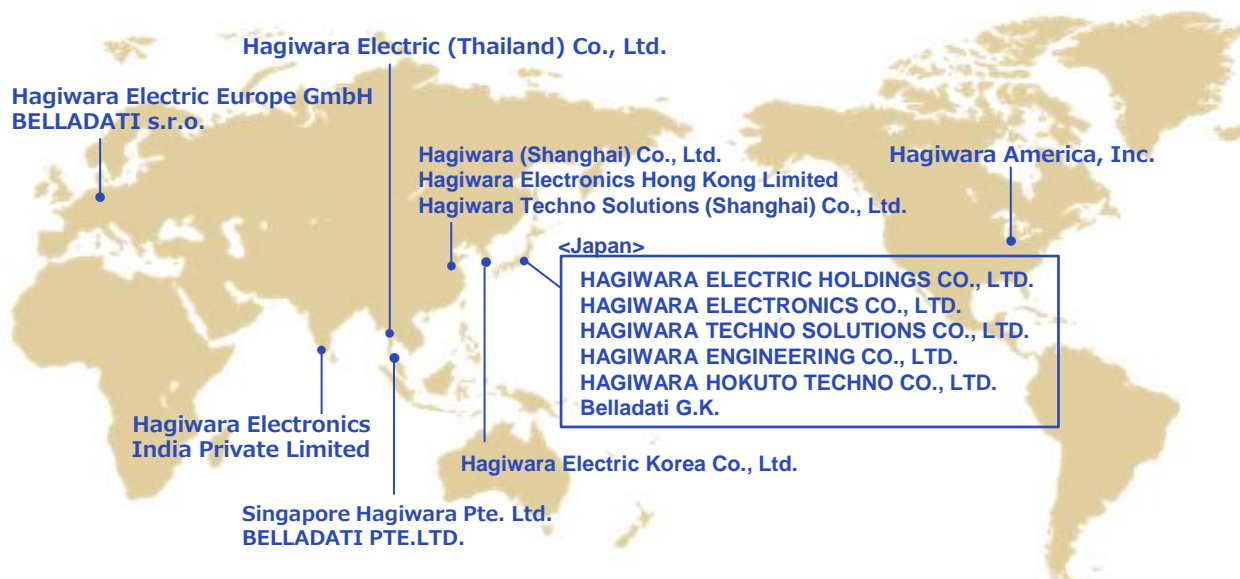 Hagiwara Electric (Thailand) Co., Ltd.
Hagiwara Electric Europe GmbH
BELLADATI s.r.o.
Hagiwara (Shanghai) Co., Ltd.
Hagiwara Electronics Hong Kong Limited
Hagiwara Techno Solutions (Shanghai) Co., Ltd.
Hagiwara America, Inc.
<Japan>
HAGIWARA ELECTRIC HOLDINGS CO., LTD.
HAGIWARA ELECTRONICS CO., LTD.
HAGIWARA TECHNO SOLUTIONS CO., LTD.
HAGIWARA ENGINEERING CO., LTD.
HAGIWARA HOKUTO TECHNO CO., LTD.
Belladati G.K.
Hagiwara Electronics
India Private Limited
Hagiwara Electric Korea Co., Ltd.
Singapore Hagiwara Pte. Ltd.
BELLADATI PTE.LTD.